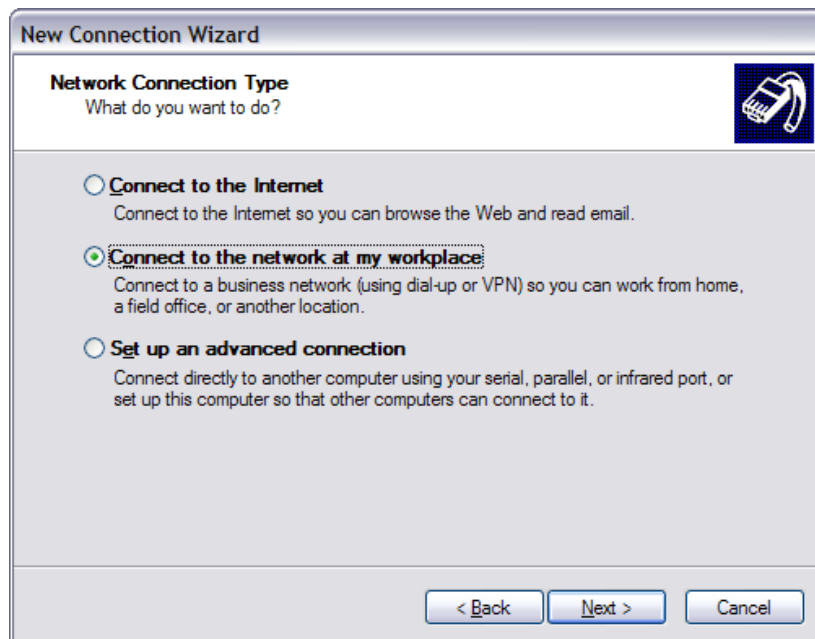 New Connection Wizard
Network Connection Type
What do you want to do?
Connect to the Internet
Connect to the Internet so you can browse the Web and read email.
Connect to the network at my workplace
Connect to a business network (using dial-up or VPN) so you can work from home,
a field office, or another location.
Set up an advanced connection
Connect directly to another computer using your serial, parallel, or infrared port, or
set up this computer so that other computers can connect to it.
< Back Next > Cancel